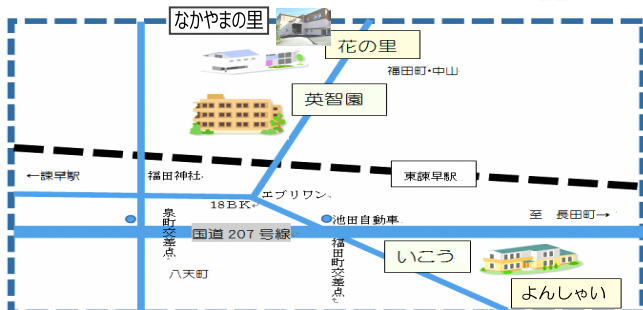 なかやまの里
花の里
福田町・中山
英智園
←諫早駅
福田神社
東諫早駅
エブリワン
18BK
泉町交差点
池田自動車
至 長田町→
国道207号線
福田町交差点
いこう
八天町
よんしゃい